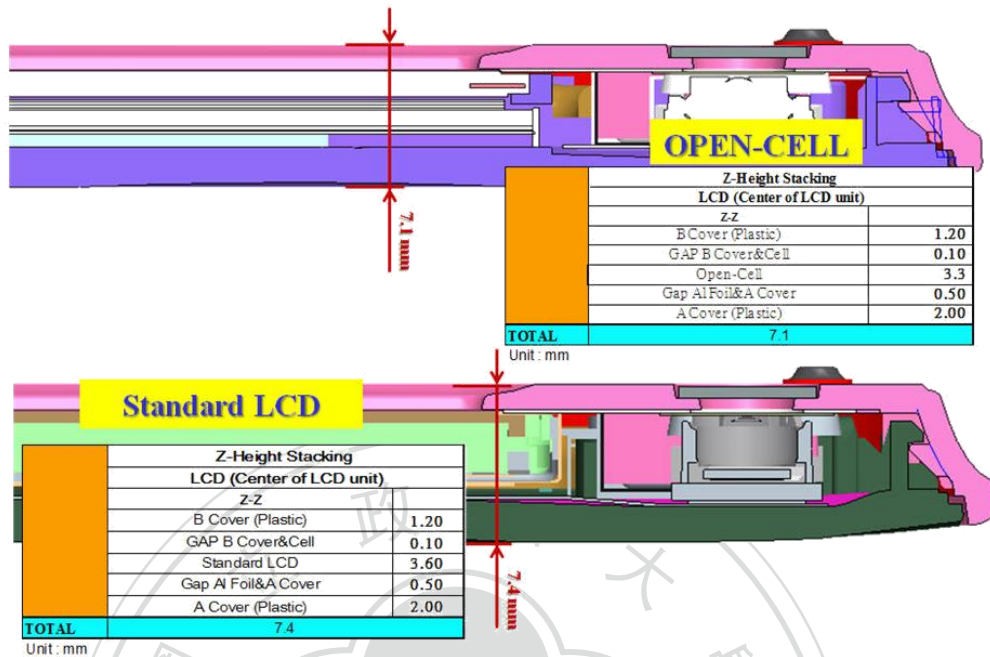 7.1 mm
OPEN-CELL
Z-Height Stacking
LCD (Center of LCD unit)
Z-Z
B Cover (Plastic) 1.20
GAP B Cover&Cell 0.10
Open-Cell 3.3
Gap Al Foil&A Cover 0.50
A Cover (Plastic) 2.00
TOTAL 7.1
Unit : mm
Standard LCD
Z-Height Stacking
LCD (Center of LCD unit)
Z-Z
B Cover (Plastic) 1.20
GAP B Cover&Cell 0.10
Standard LCD 3.60
Gap Al Foil&A Cover 0.50
A Cover (Plastic) 2.00
TOTAL 7.4
Unit : mm
7.4 mm
政
大